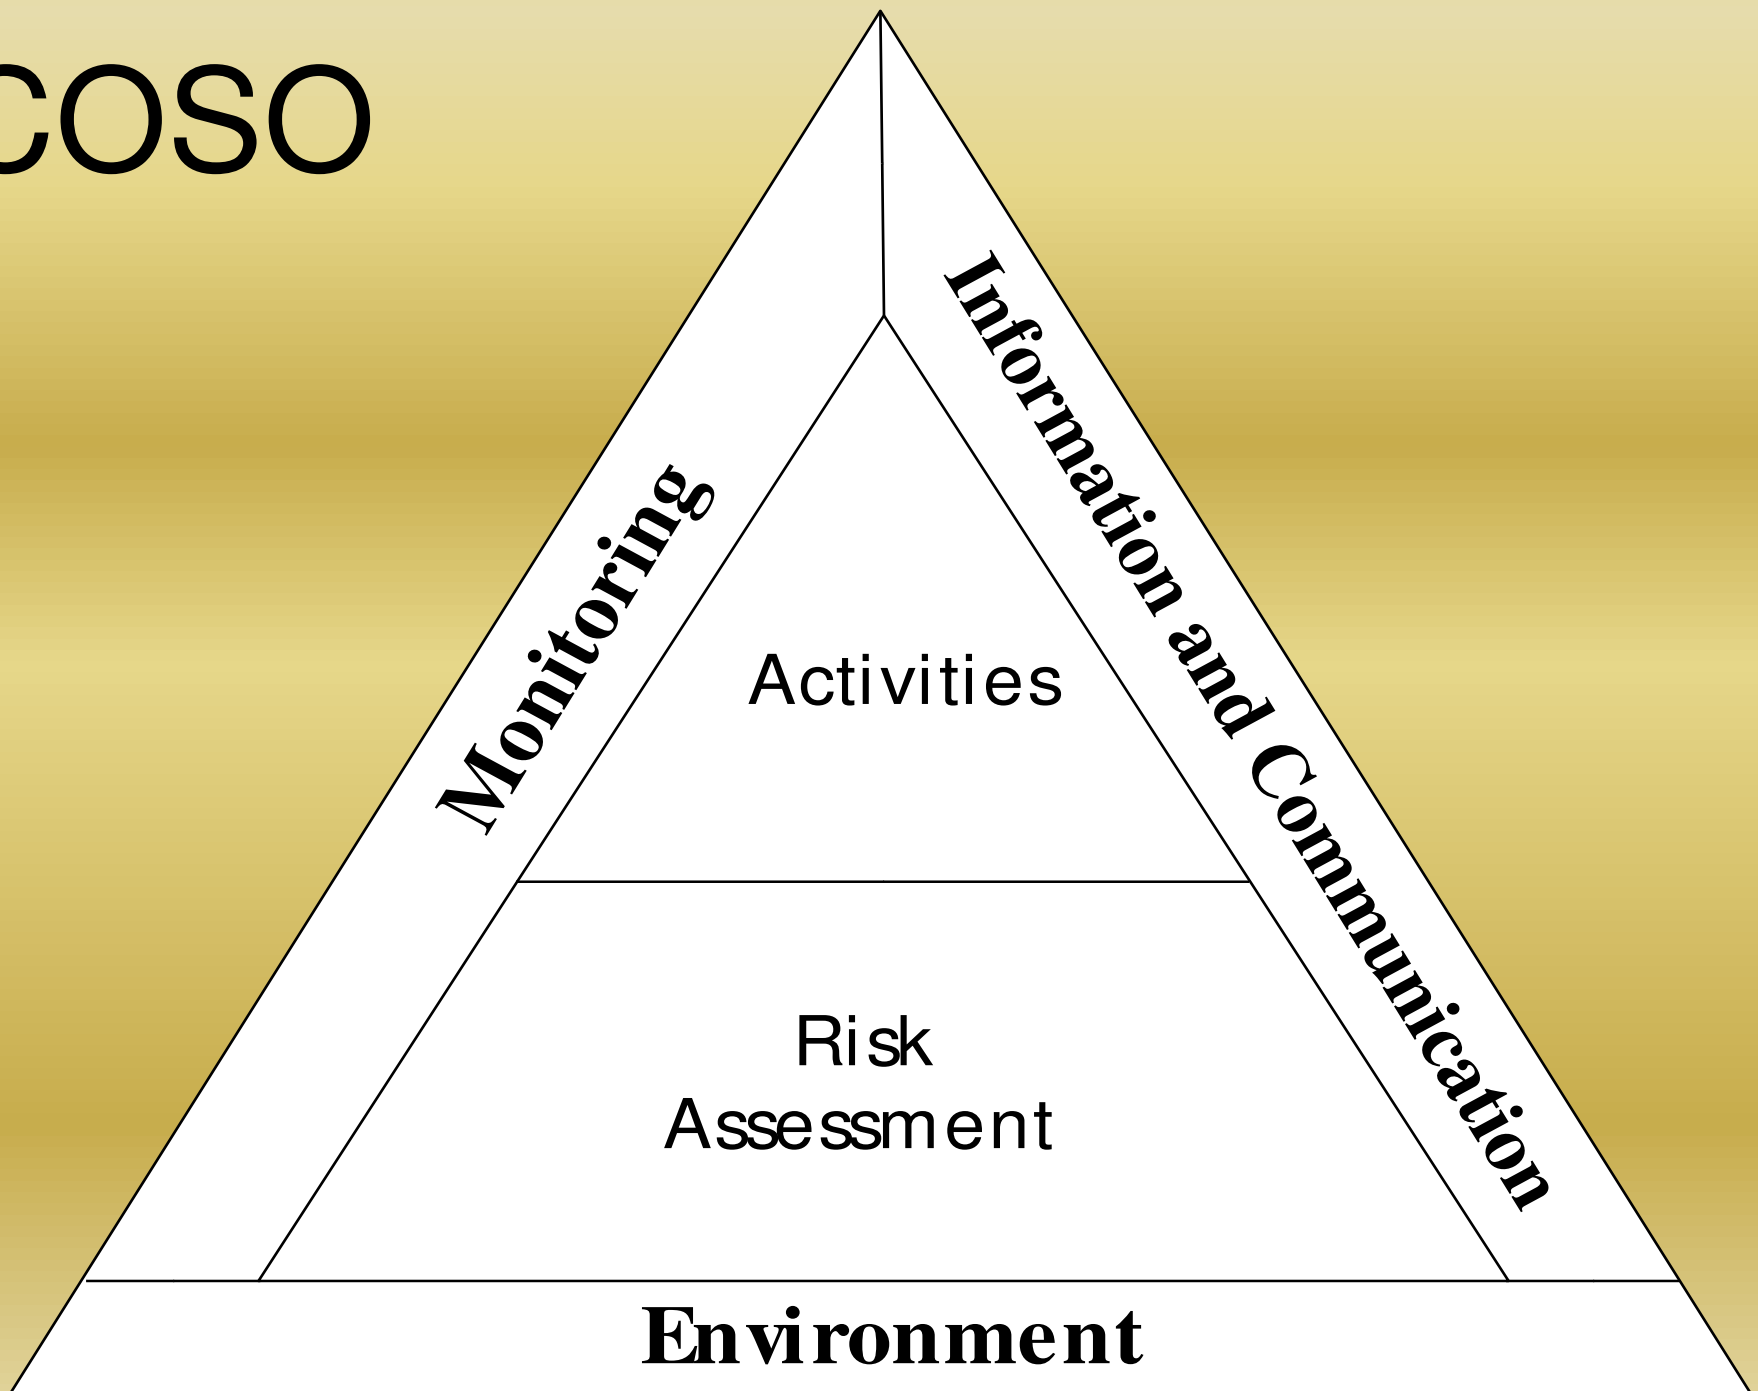 COSO
Monitoring
Information and Communication
Activities
Risk
Assessment
Environment